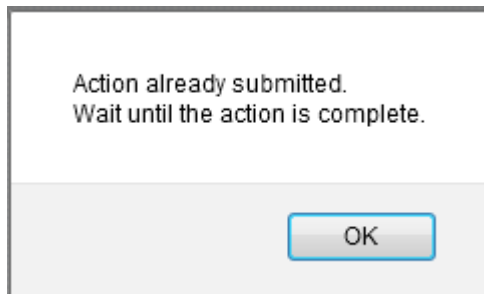 Action already submitted.
Wait until the action is complete.
OK